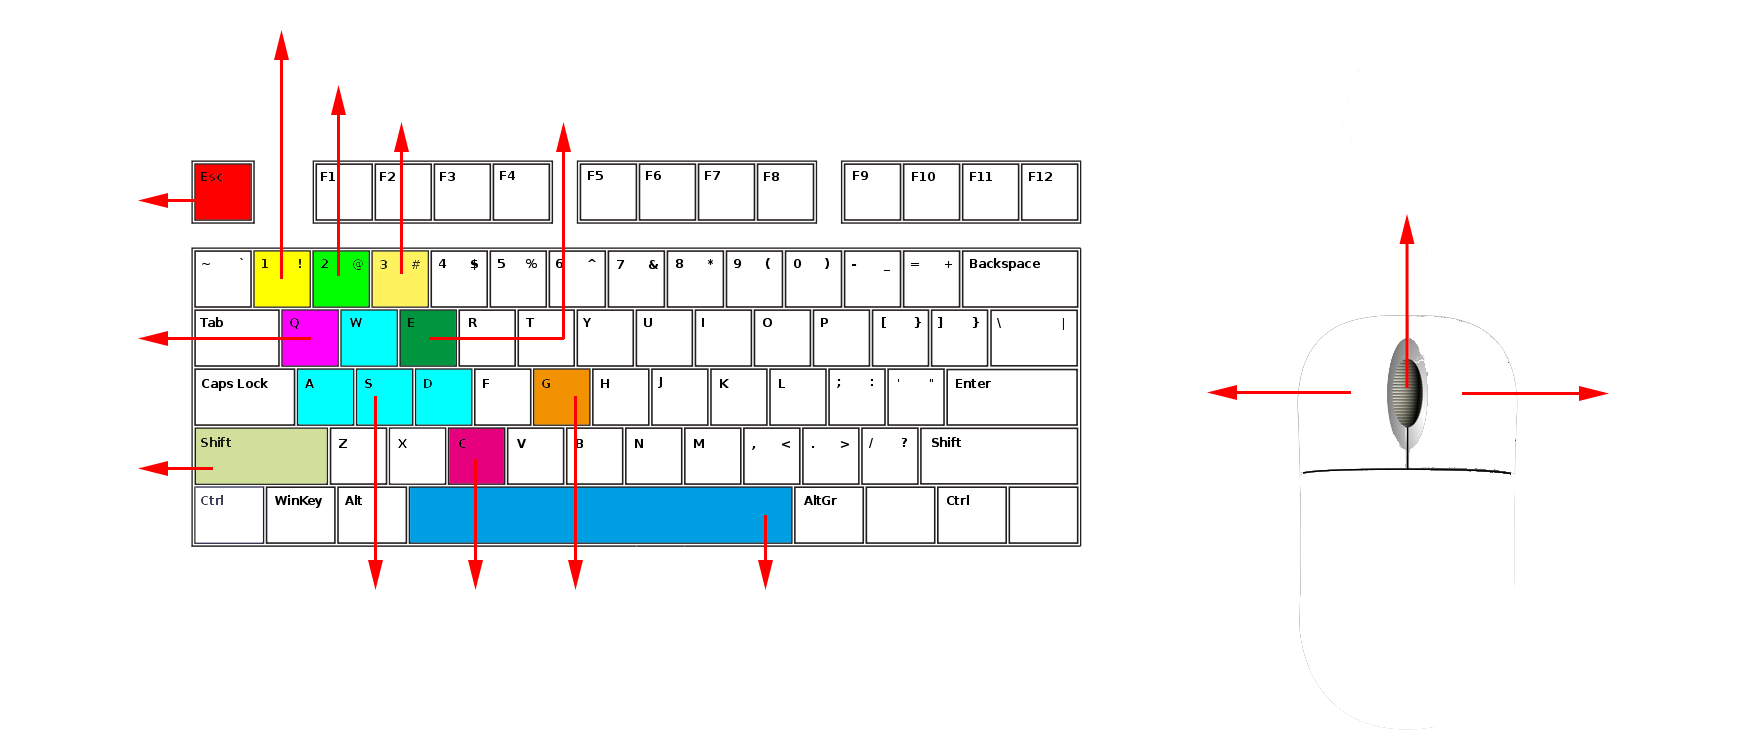 Esc F1 F2 F3 F4 F5 F6 F7 F8 F9 F10 F11 F12
~ ` 1 ! 2 @ 3 # 4 $ 5 % 6 ^ 7 & 8 * 9 ( 0 ) - _ = + Backspace
Tab Q W E R T Y U I O P [ } ] } \ |
Caps Lock A S D F G H J K L ; : ' " Enter
Shift Z X C V B N M , < . > / ? Shift
Ctrl WinKey Alt AltGr Ctrl